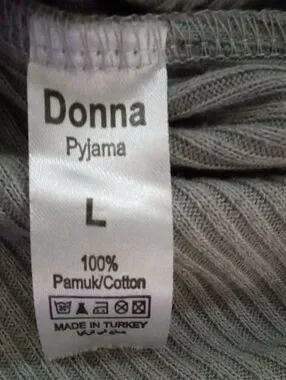 Donna
Pyjama
L
100%
Pamuk/Cotton
MADE IN TURKEY